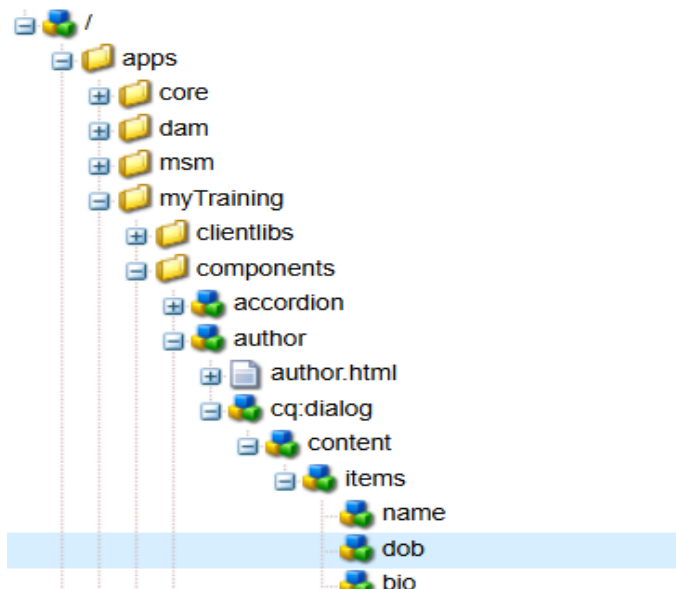 /
apps
core
dam
msm
myTraining
clientlibs
components
accordion
author
author.html
cq:dialog
content
items
name
dob
bio